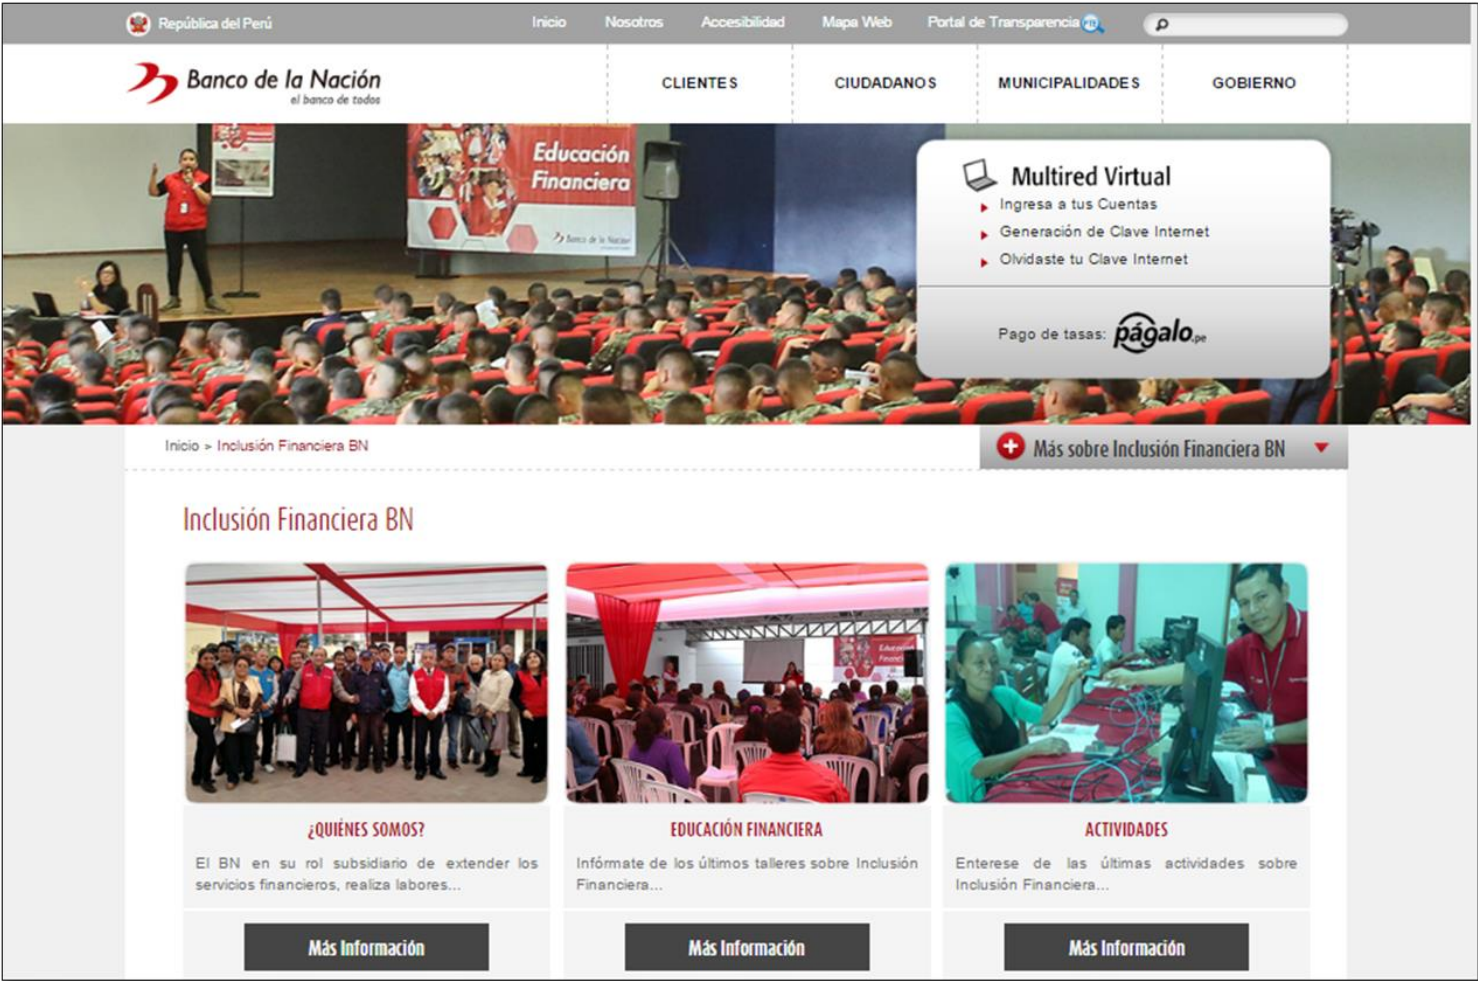 República del Perú
Inicio
Nosotros
Accesibilidad
Mapa Web
Portal de Transparencia
Banco de la Nación
el banco de todos
CLIENTES
CIUDADANOS
MUNICIPALIDADES
GOBIERNO
Educación
Financiera
Banco de la Nación
Multired Virtual
Ingresa a tus Cuentas
Generación de Clave Internet
Olvidaste tu Clave Internet
Pago de tasas: págalo.pe
Inicio > Inclusión Financiera BN
Más sobre Inclusión Financiera BN
Inclusión Financiera BN
¿QUIÉNES SOMOS?
El BN en su rol subsidiario de extender los
servicios financieros, realiza labores...
Más Información
EDUCACIÓN FINANCIERA
Infórmate de los últimos talleres sobre Inclusión
Financiera...
Más Información
ACTIVIDADES
Enterese de las últimas actividades sobre
Inclusión Financiera...
Más Información